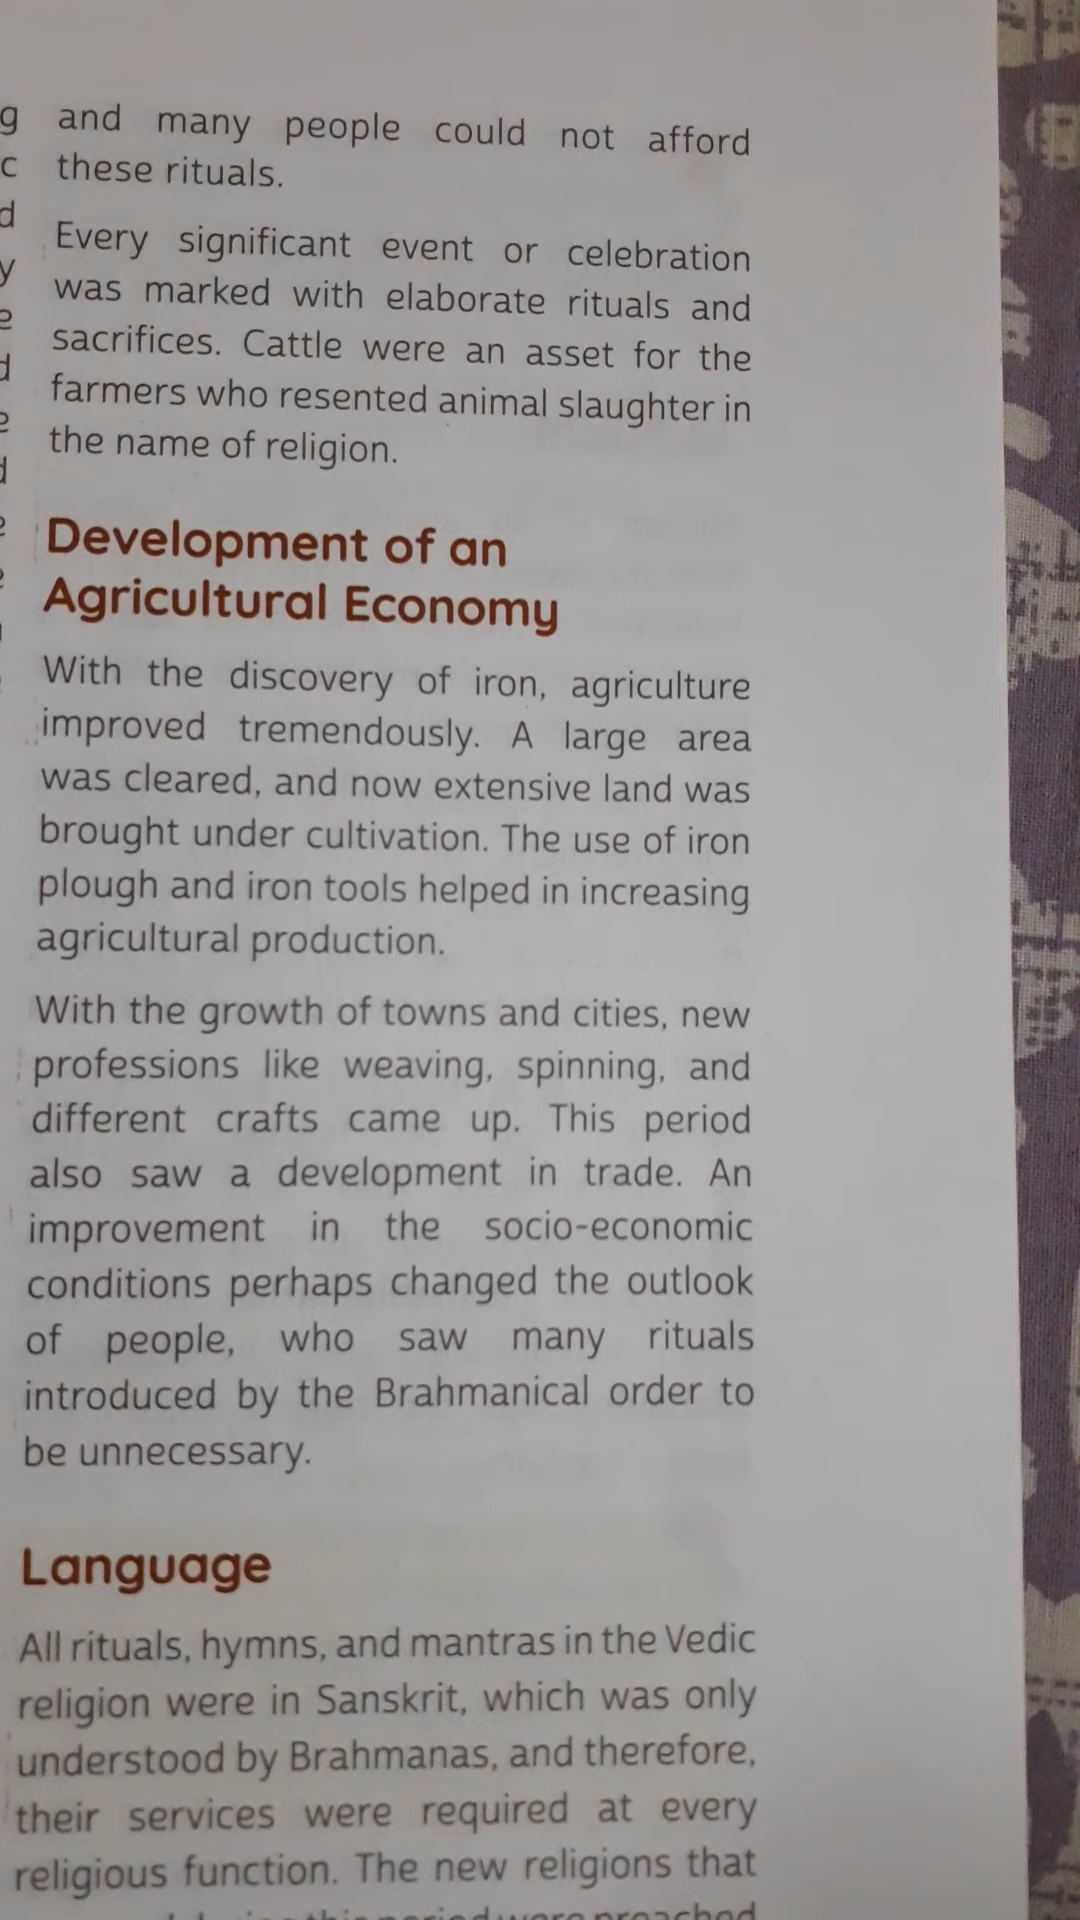 and many people could not afford
these rituals.
Every significant event or celebration
was marked with elaborate rituals and
sacrifices. Cattle were an asset for the
farmers who resented animal slaughter in
the name of religion.
Development of an
Agricultural Economy
With the discovery of iron, agriculture
improved tremendously. A large area
was cleared, and now extensive land was
brought under cultivation. The use of iron
plough and iron tools helped in increasing
agricultural production.
With the growth of towns and cities, new
professions like weaving, spinning, and
different crafts came up. This period
also saw a development in trade. An
improvement in the socio-economic
conditions perhaps changed the outlook
of people, who saw many rituals
introduced by the Brahmanical order to
be unnecessary.
Language
All rituals, hymns, and mantras in the Vedic
religion were in Sanskrit, which was only
understood by Brahmanas, and therefore,
their services were required at every
religious function. The new religions that
this period were preached